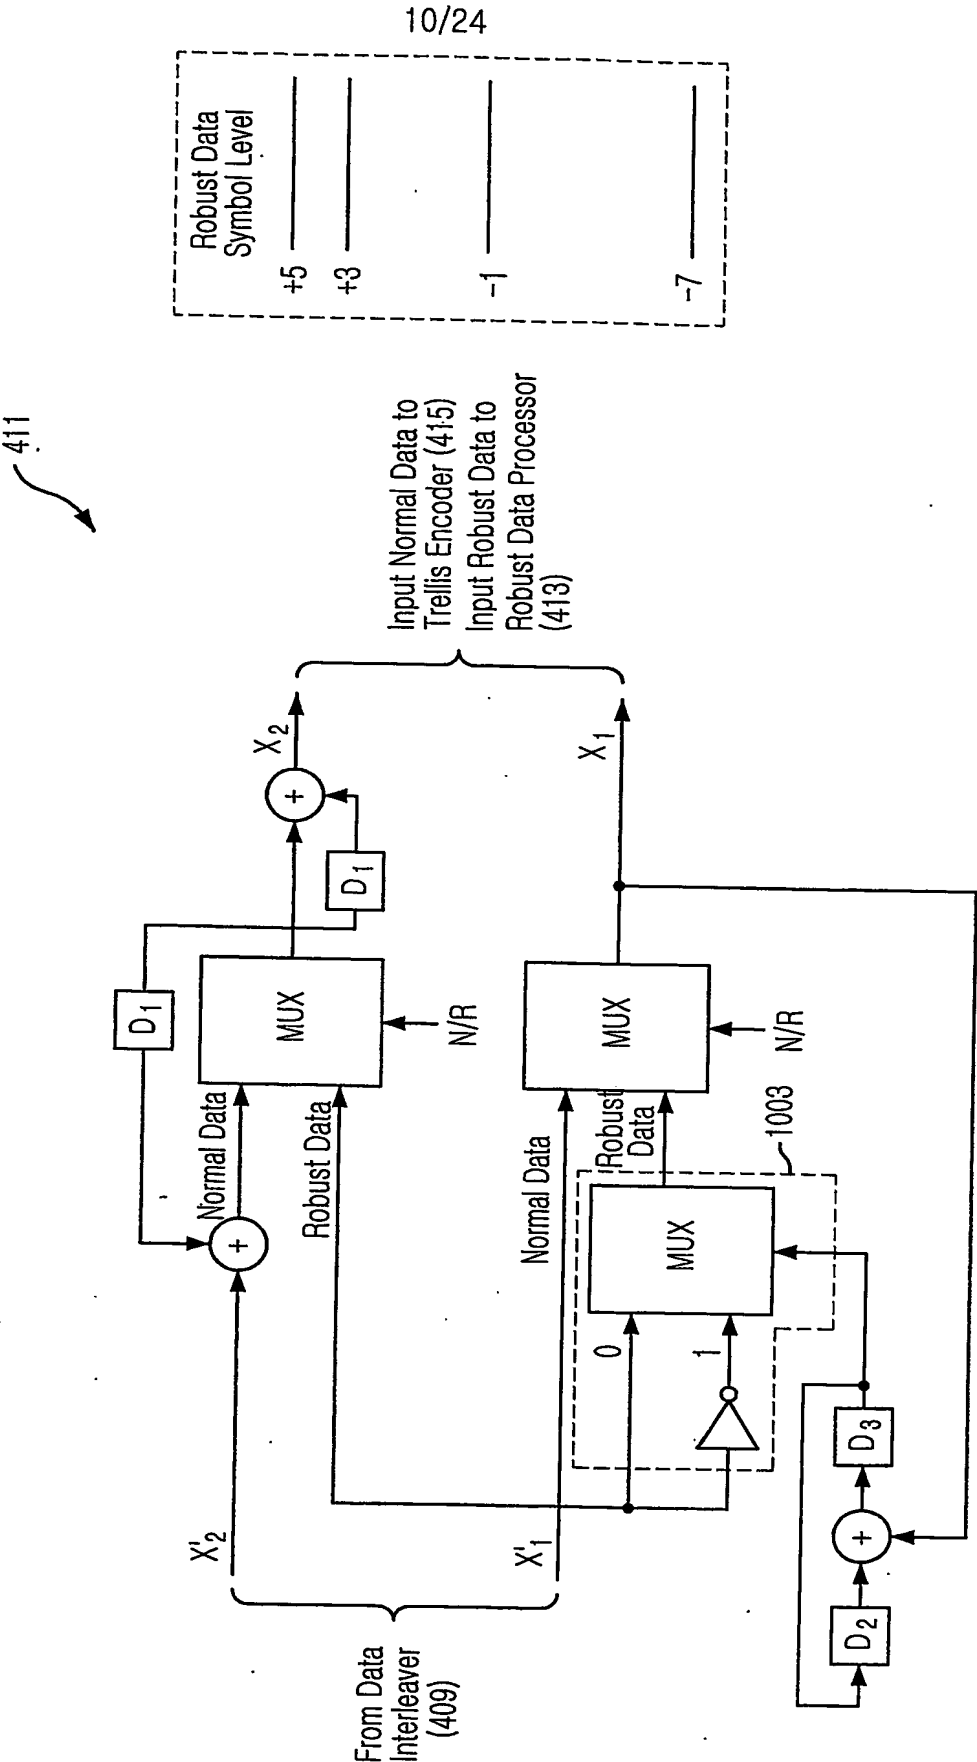 10/24
411
Robust Data
Symbol Level
+5
+3
-1
-7
From Data
Interleaver
(409)
X'2
X'1
+
Normal Data
Robust Data
D1
MUX
N/R
D1
+
X2
Normal Data
Robust
Data
MUX
N/R
X1
0
1
MUX
1003
D2
+
D3
Input Normal Data to
Trellis Encoder (415)
Input Robust Data to
Robust Data Processor
(413)